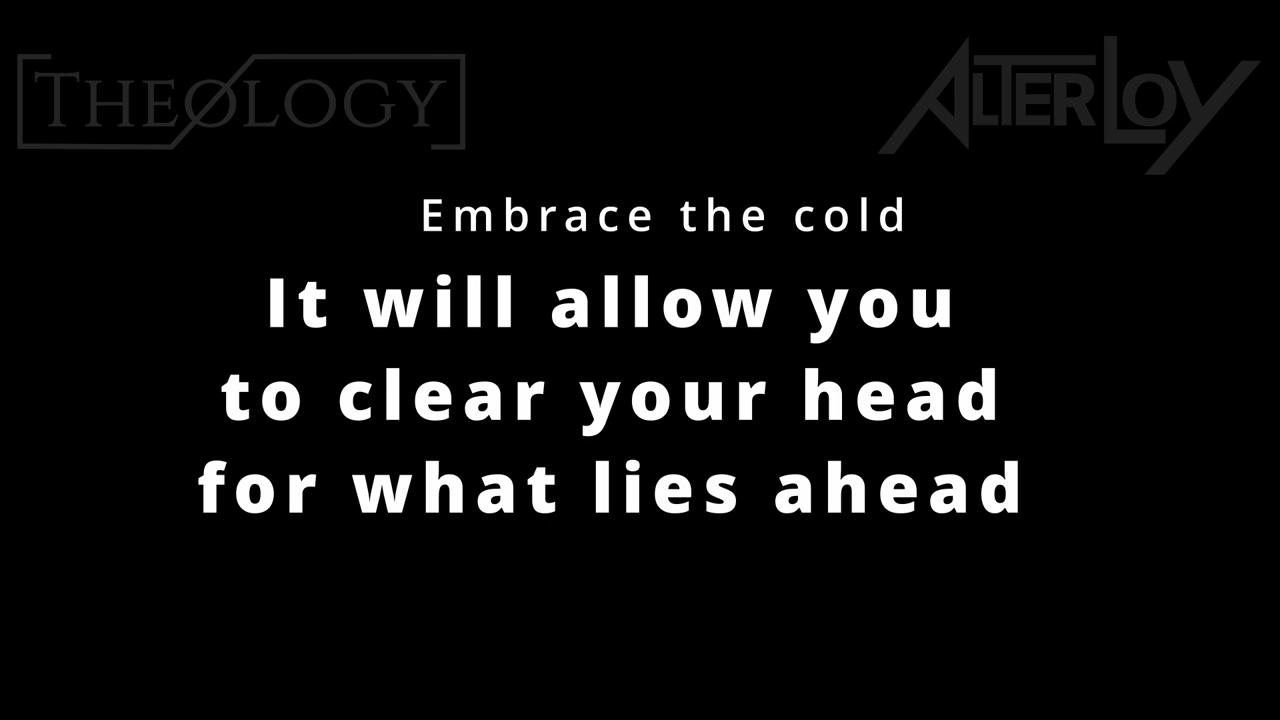 THEØLOGY
ALTERLOY
Embrace the cold
It will allow you
to clear your head
for what lies ahead